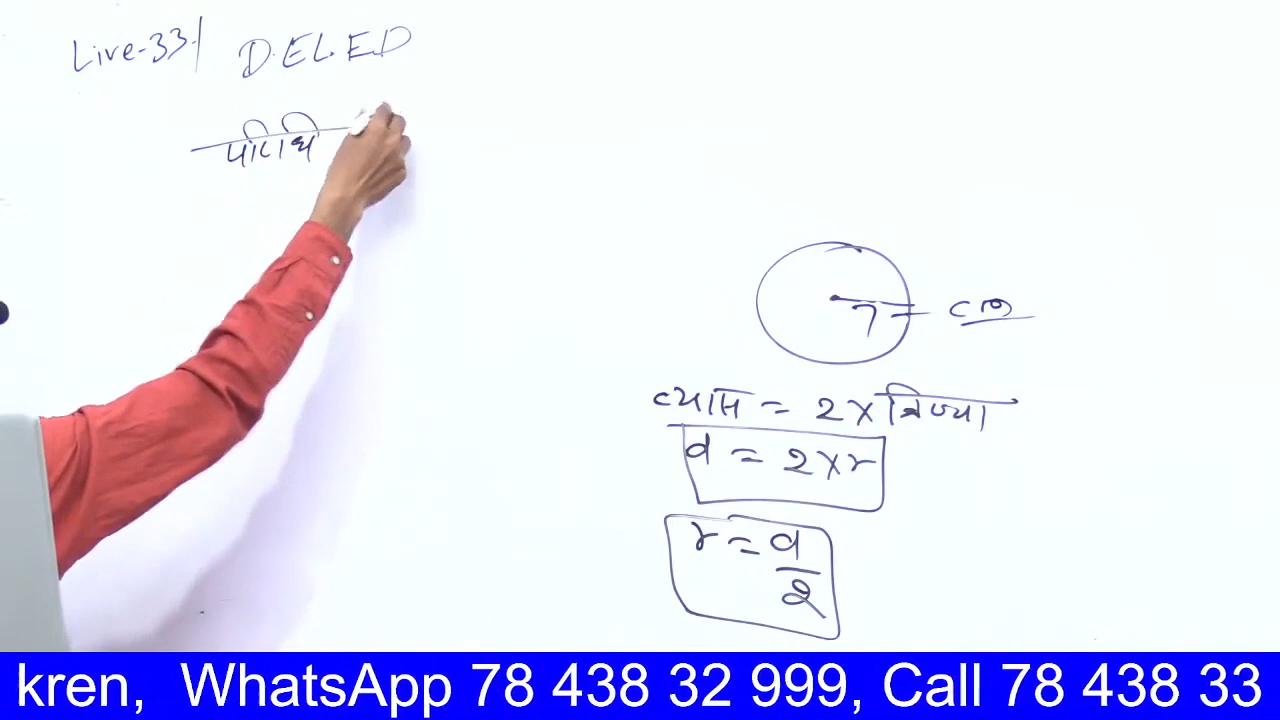 Live-33 | D.EL.E.D
परिधि
7 cm
व्यास = 2 x त्रिज्या
d = 2 x r
r = d/2
kren, WhatsApp 78 438 32 999, Call 78 438 33